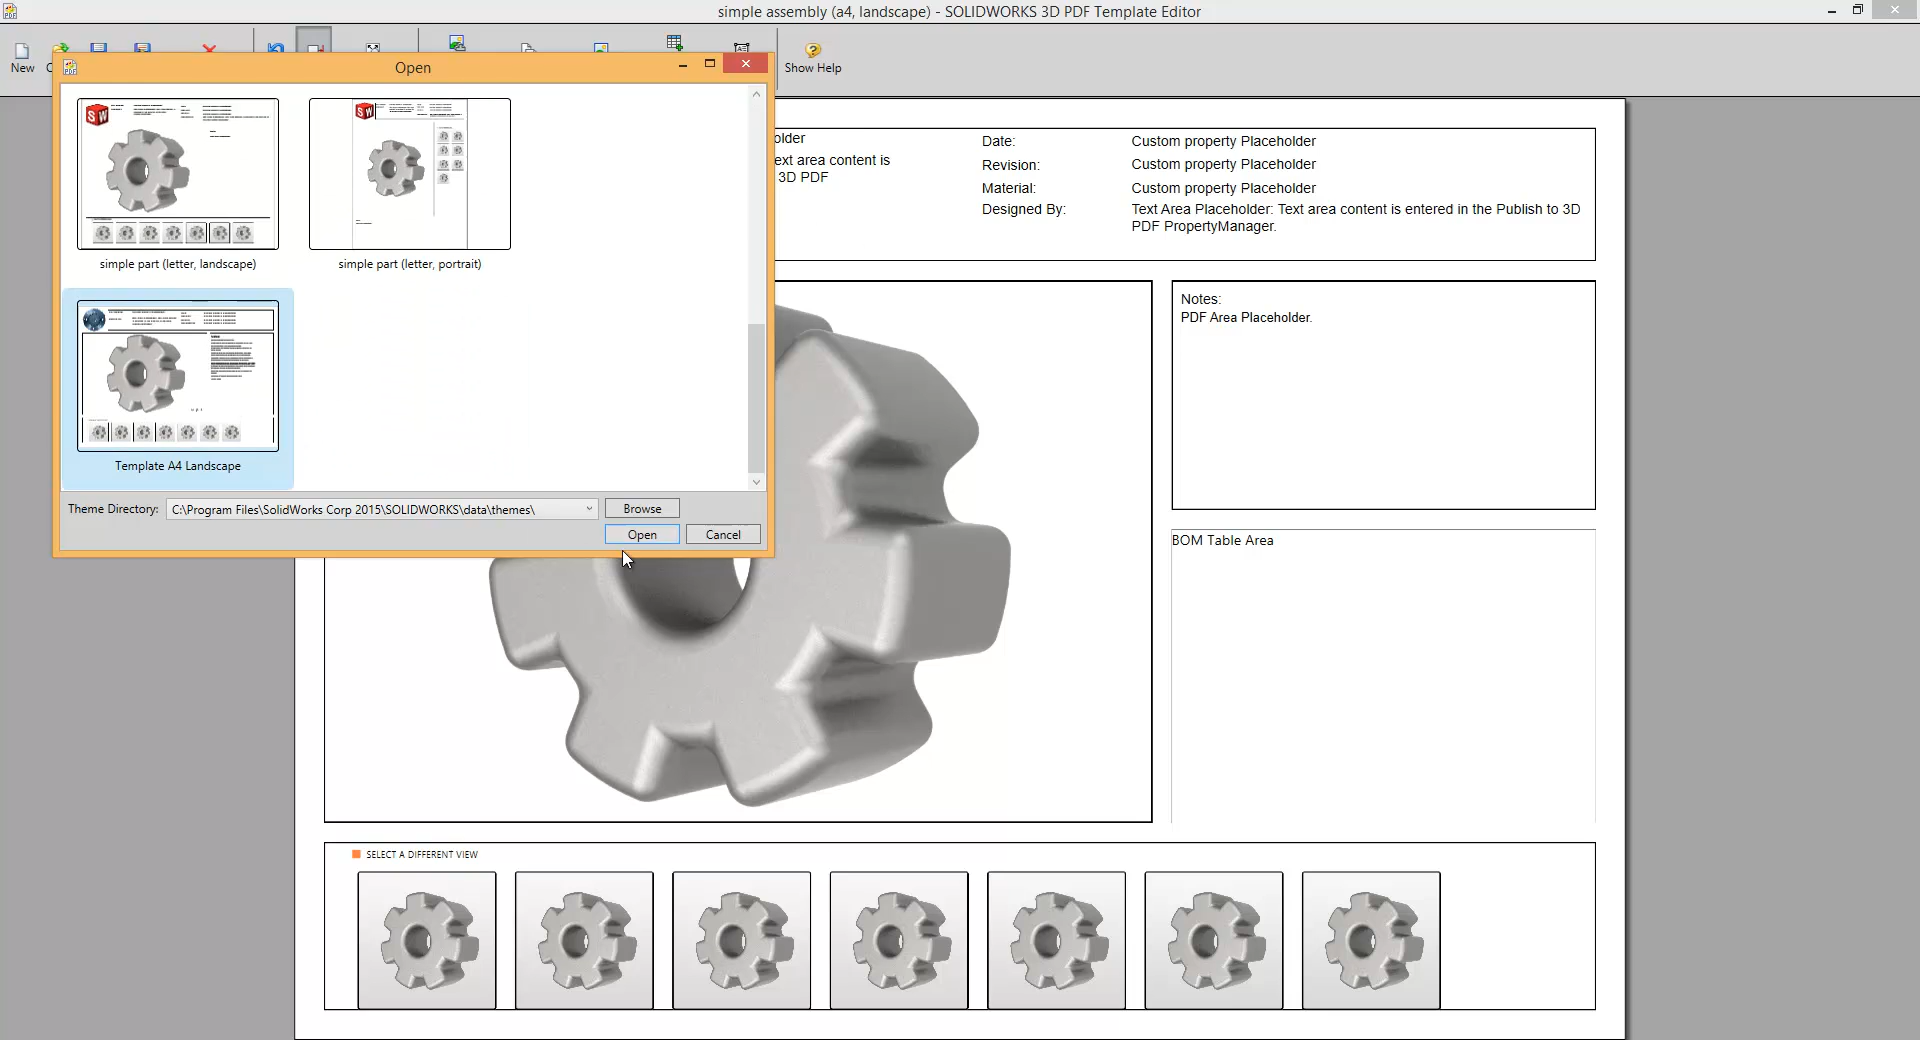 simple assembly (a4, landscape) - SOLIDWORKS 3D PDF Template Editor
New
Show Help
Open
simple part (letter, landscape)
simple part (letter, portrait)
Template A4 Landscape
Theme Directory:
C:\Program Files\SolidWorks Corp 2015\SOLIDWORKS\data\themes\
Browse
Open
Cancel
older
ext area content is
3D PDF
Date:
Custom property Placeholder
Revision:
Custom property Placeholder
Material:
Custom property Placeholder
Designed By:
Text Area Placeholder: Text area content is entered in the Publish to 3D
PDF PropertyManager.
Notes:
PDF Area Placeholder.
BOM Table Area
SELECT A DIFFERENT VIEW